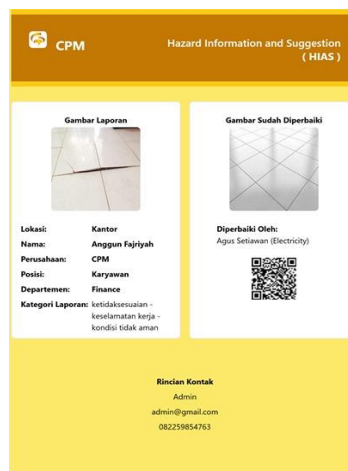 CPM
Hazard Information and Suggestion
( HIAS )
Gambar Laporan
Lokasi: Kantor
Nama: Anggun Fajriyah
Perusahaan: CPM
Posisi: Karyawan
Departemen: Finance
Kategori Laporan: ketidaksesuaian -
keselamatan kerja -
kondisi tidak aman
Gambar Sudah Diperbaiki
Diperbaiki Oleh:
Agus Setiawan (Electricity)
Rincian Kontak
Admin
admin@gmail.com
082259854763